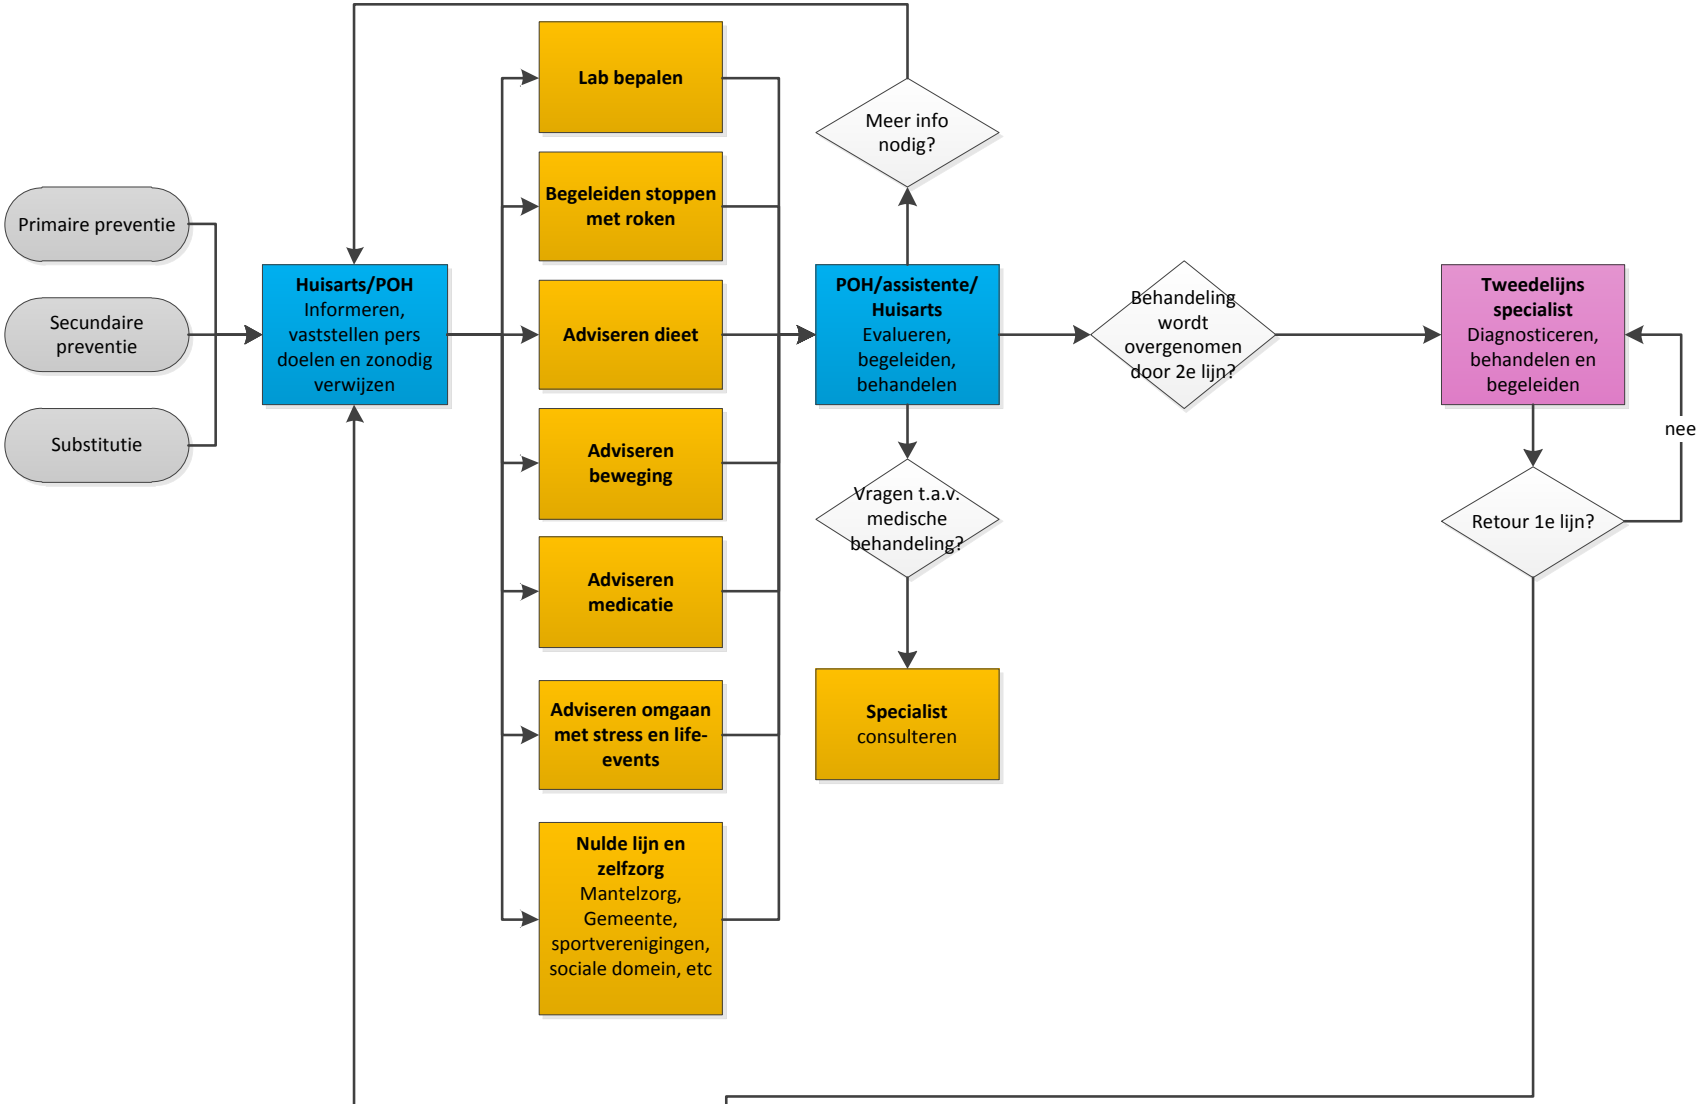 Lab bepalen
Meer info
nodig?
Begeleiden stoppen
met roken
Primaire preventie
Secundaire
preventie
Substitutie
Huisarts/POH
Informeren,
vaststellen pers
doelen en zonodig
verwijzen
Adviseren dieet
POH/assistente/
Huisarts
Evalueren,
begeleiden,
behandelen
Behandeling
wordt
overgenomen
door 2e lijn?
Tweedelijns
specialist
Diagnosticeren,
behandelen en
begeleiden
nee
Adviseren
beweging
Vragen t.a.v.
medische
behandeling?
Retour 1e lijn?
Adviseren
medicatie
Adviseren omgaan
met stress en life-
events
Specialist
consulteren
Nulde lijn en
zelfzorg
Mantelzorg,
Gemeente,
sportverenigingen,
sociale domein, etc